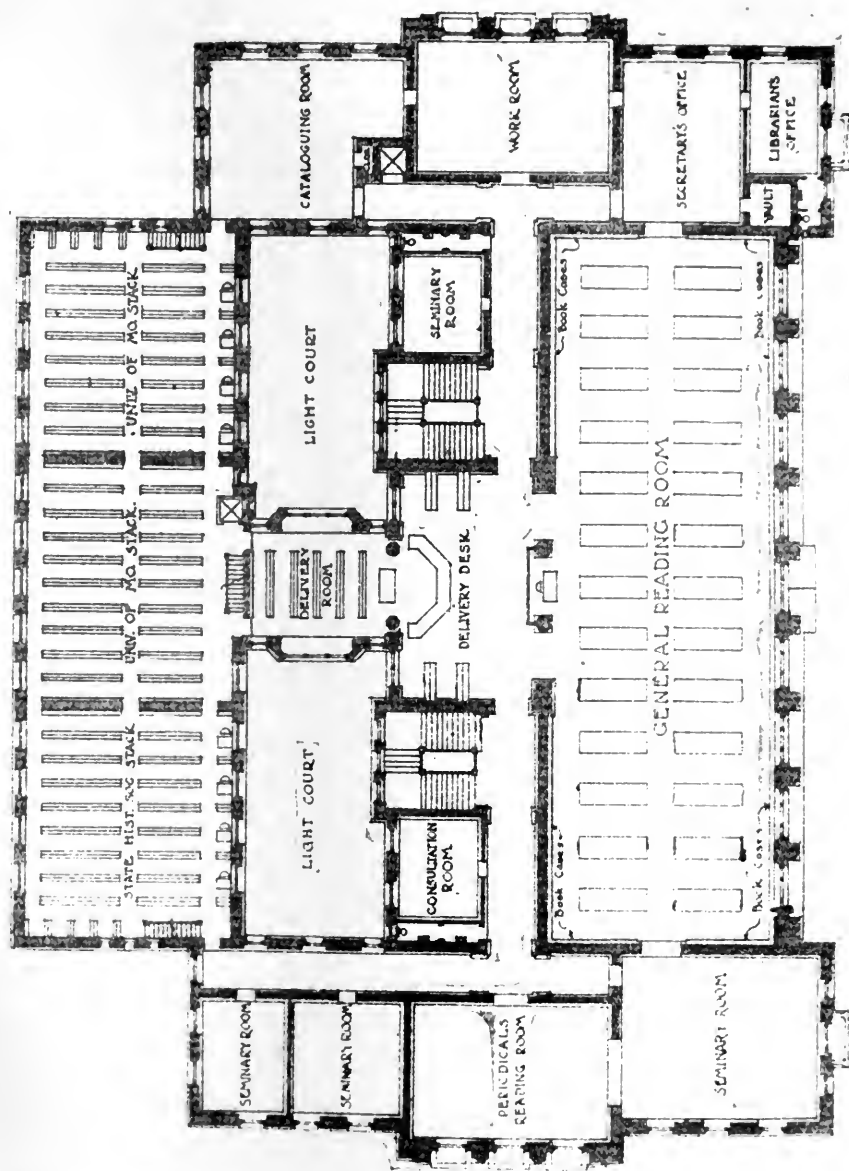 CATALOGUING ROOM
WORK ROOM
SECRETARY'S OFFICE
LIBRARIAN'S
OFFICE
VAULT
UNIV. OF MO. STACK
UNIV. OF MO. STACK.
STATE HIST. SOC STACK
LIGHT COURT
LIGHT COURT
SEMINARY
ROOM
DELIVERY
ROOM
DELIVERY DESK
CONSULTATION
ROOM
Book Cases
Book Cases
GENERAL READING ROOM
Book Cases
Book Cases
SEMINARY ROOM
SEMINARY ROOM
PERIODICALS
READING ROOM
SEMINARY ROOM